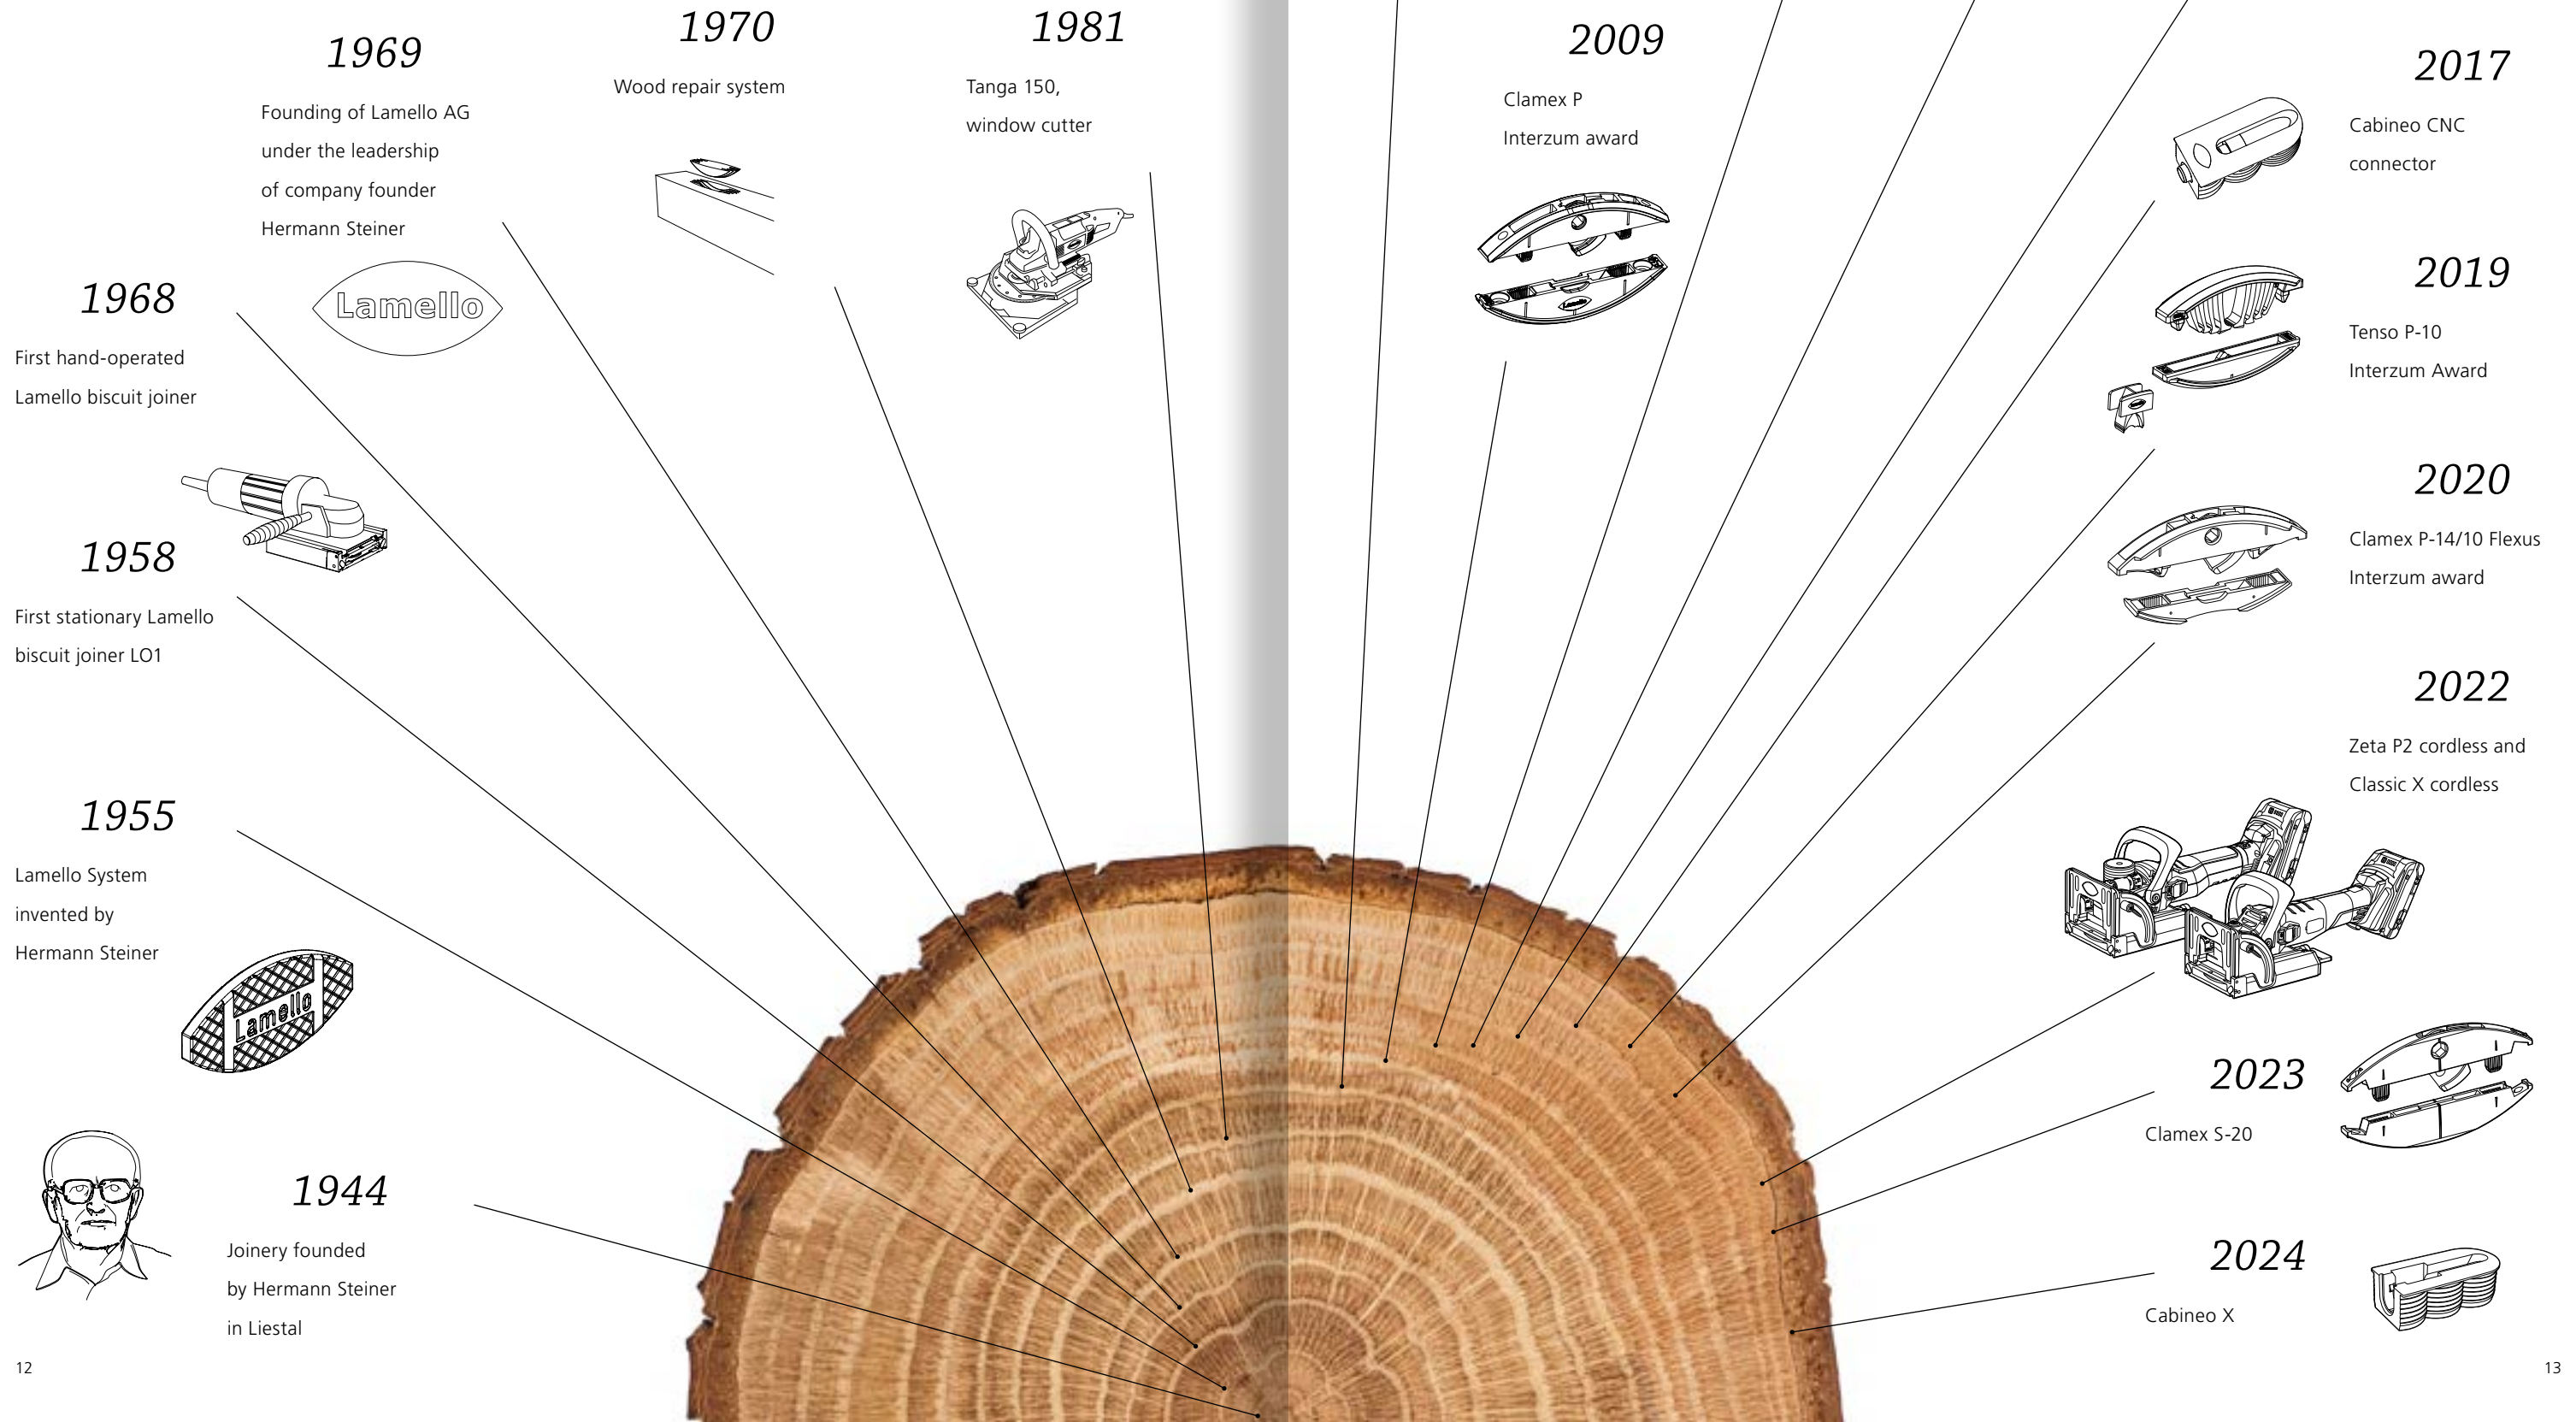 1944
Joinery founded
by Hermann Steiner
in Liestal
1955
Lamello System
invented by
Hermann Steiner
Lamello
1958
First stationary Lamello
biscuit joiner LO1
1968
First hand-operated
Lamello biscuit joiner
1969
Founding of Lamello AG
under the leadership
of company founder
Hermann Steiner
Lamello
1970
Wood repair system
1981
Tanga 150,
window cutter
12
2009
Clamex P
Interzum award
Lamello
2017
Cabineo CNC
connector
2019
Tenso P-10
Interzum Award
2020
Clamex P-14/10 Flexus
Interzum award
2022
Zeta P2 cordless and
Classic X cordless
2023
Clamex S-20
2024
Cabineo X
13